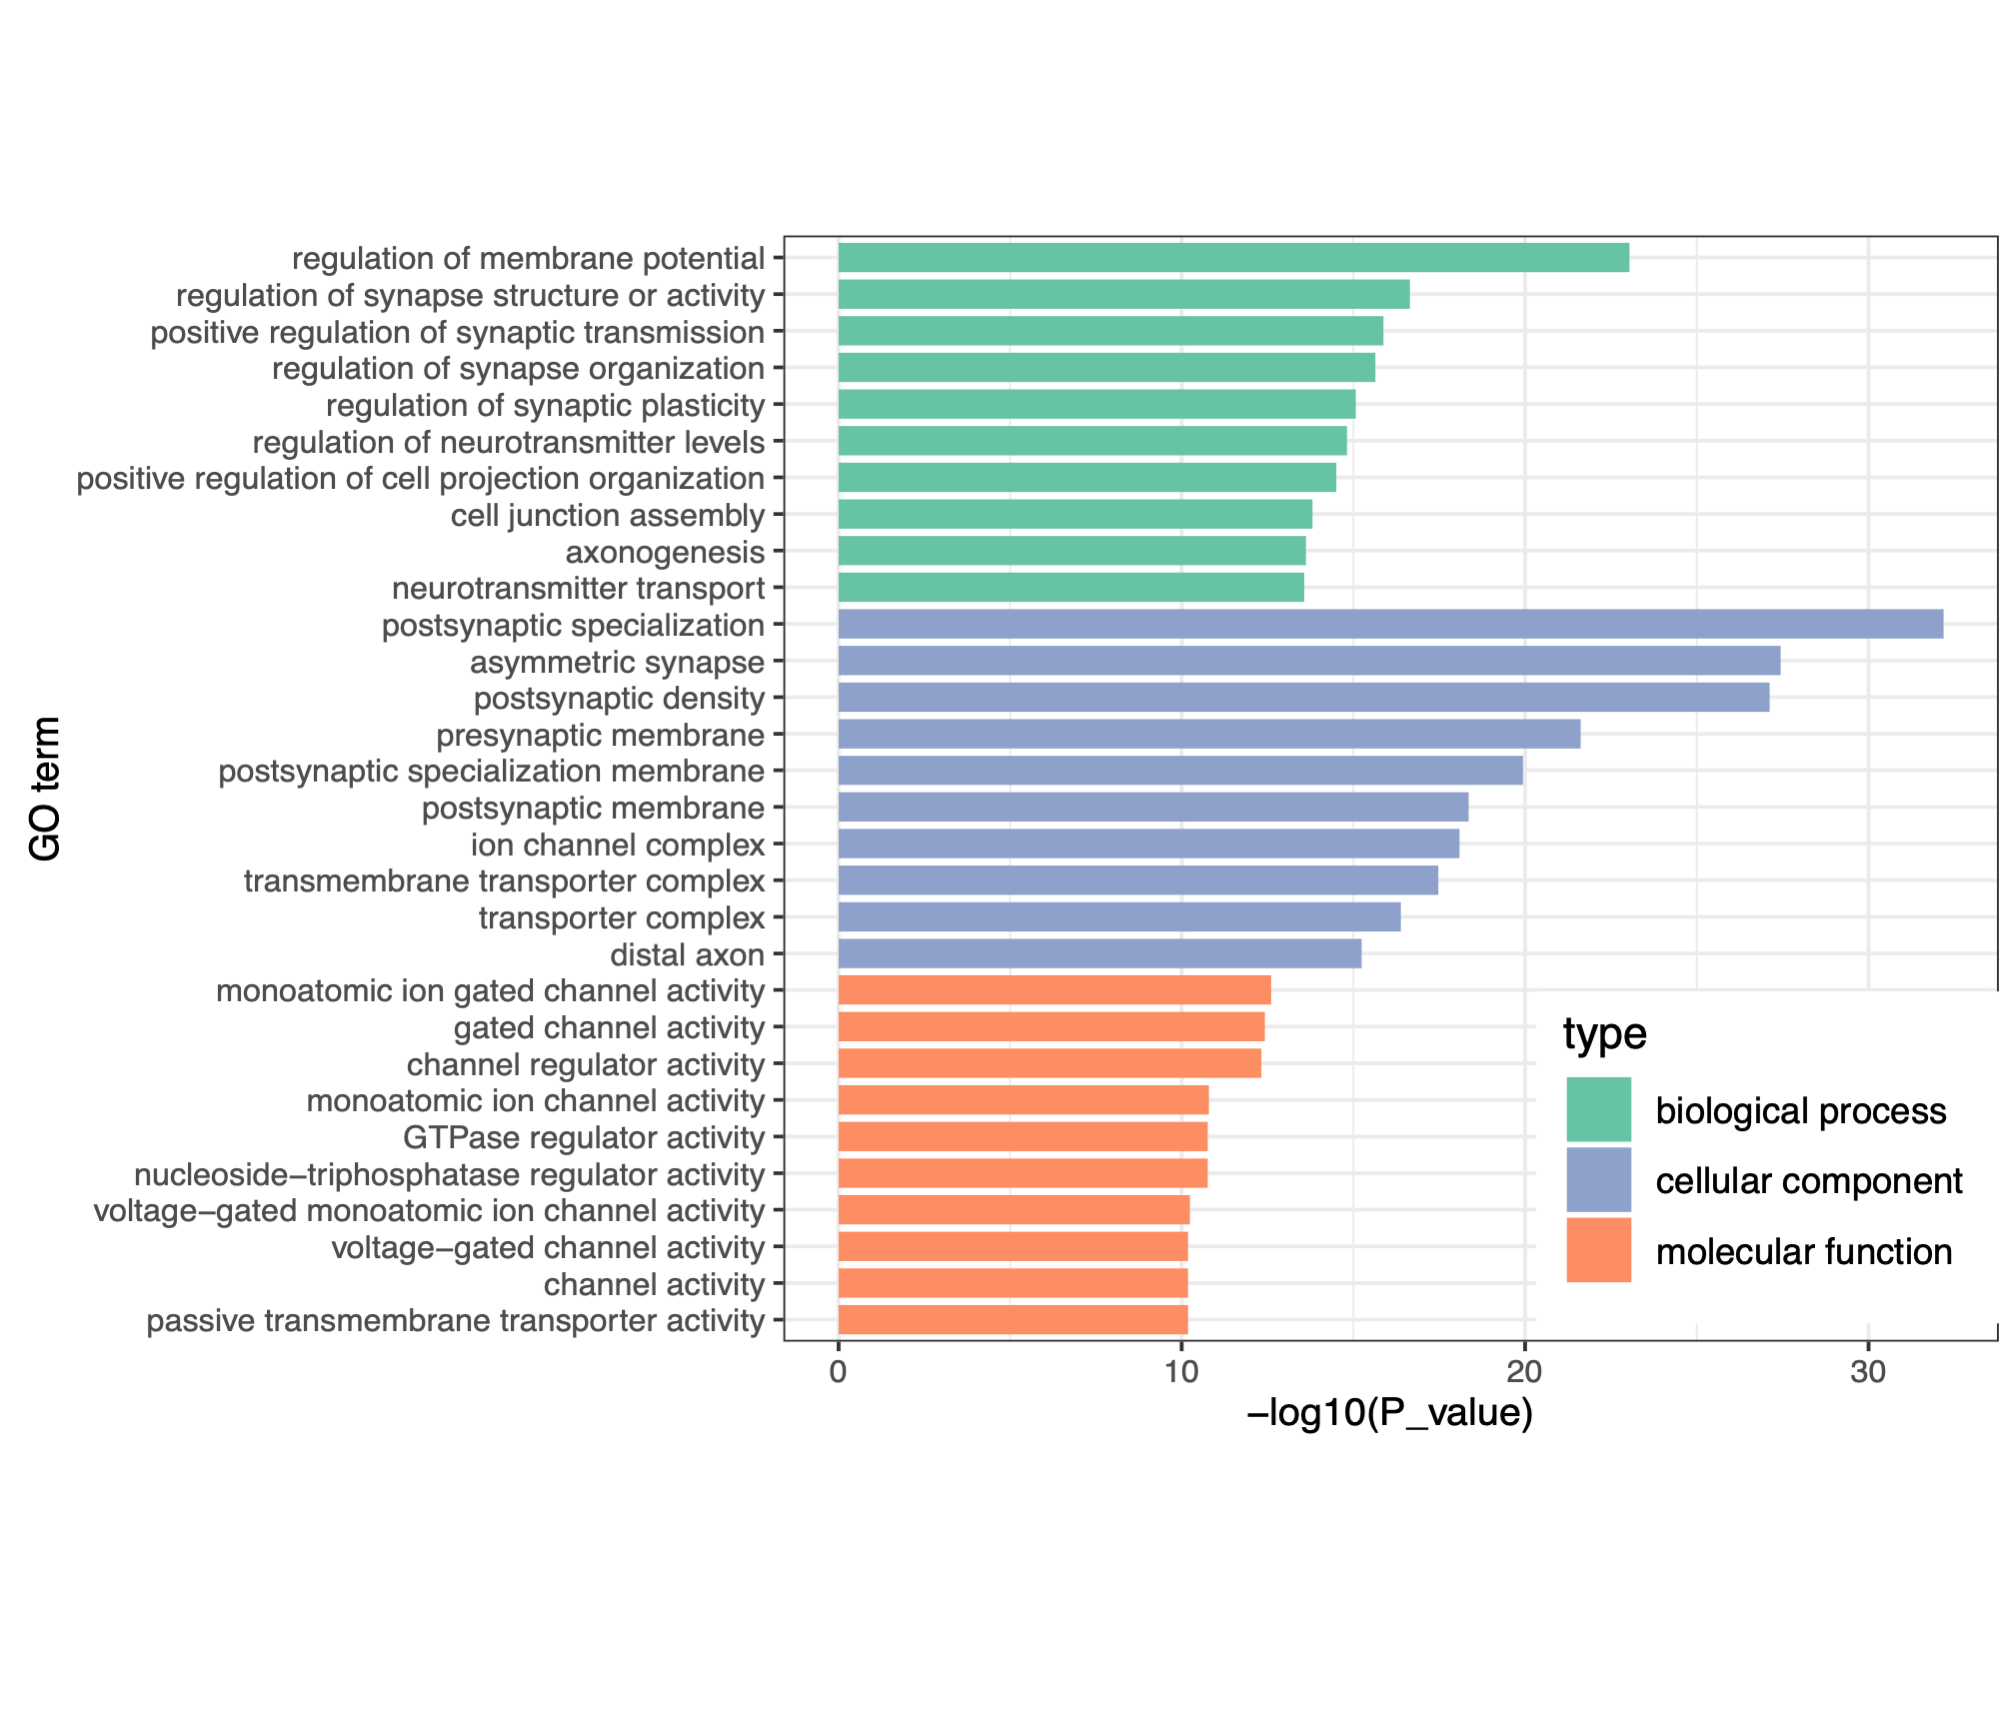 regulation of membrane potential
regulation of synapse structure or activity
positive regulation of synaptic transmission
regulation of synapse organization
regulation of synaptic plasticity
regulation of neurotransmitter levels
positive regulation of cell projection organization
cell junction assembly
axonogenesis
neurotransmitter transport
postsynaptic specialization
asymmetric synapse
postsynaptic density
presynaptic membrane
postsynaptic specialization membrane
postsynaptic membrane
ion channel complex
transmembrane transporter complex
transporter complex
distal axon
monoatomic ion gated channel activity
gated channel activity
channel regulator activity
monoatomic ion channel activity
GTPase regulator activity
nucleoside−triphosphatase regulator activity
voltage−gated monoatomic ion channel activity
voltage−gated channel activity
channel activity
passive transmembrane transporter activity
GO term
0 10 20 30
−log10(P_value)
type
biological process
cellular component
molecular function